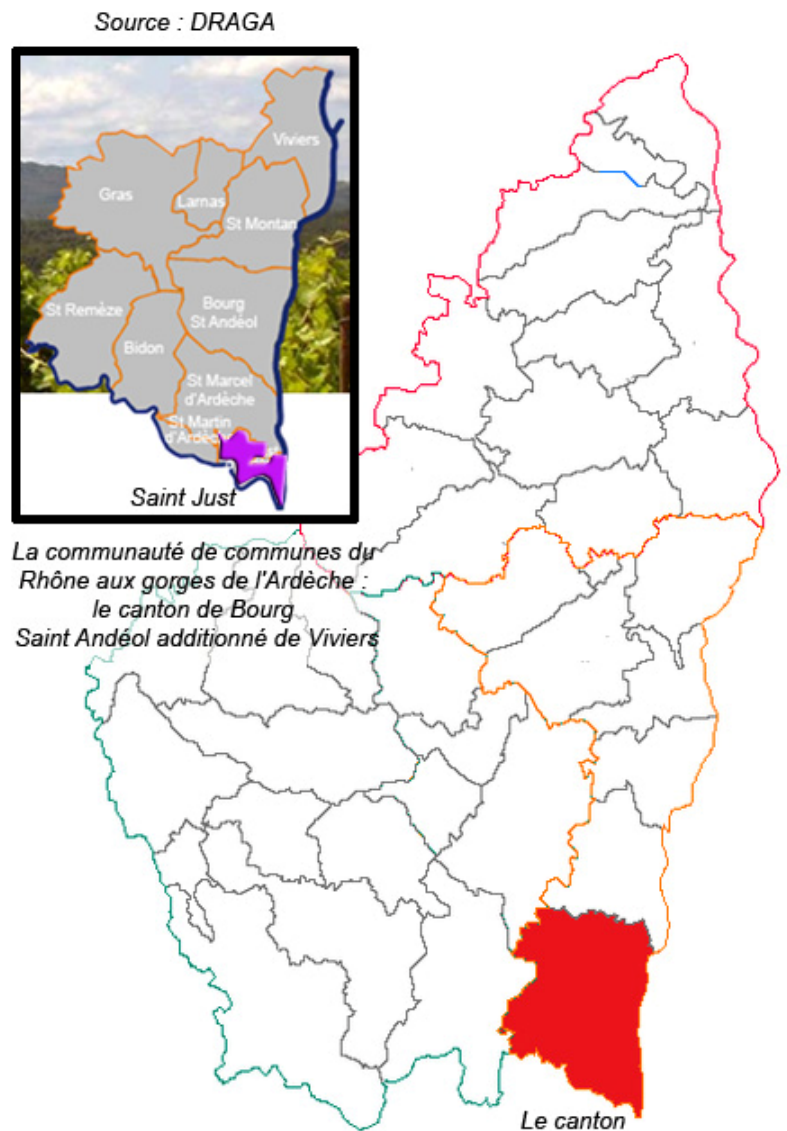 Source : DRAGA
Viviers
Gras
Larnas
St Montan
St Remèze
Bourg
St Andéol
Bidon
St Marcel
d'Ardèche
St Martin
d'Ardèche
Saint Just
La communauté de communes du
Rhône aux gorges de l'Ardèche :
le canton de Bourg
Saint Andéol additionné de Viviers
Le canton